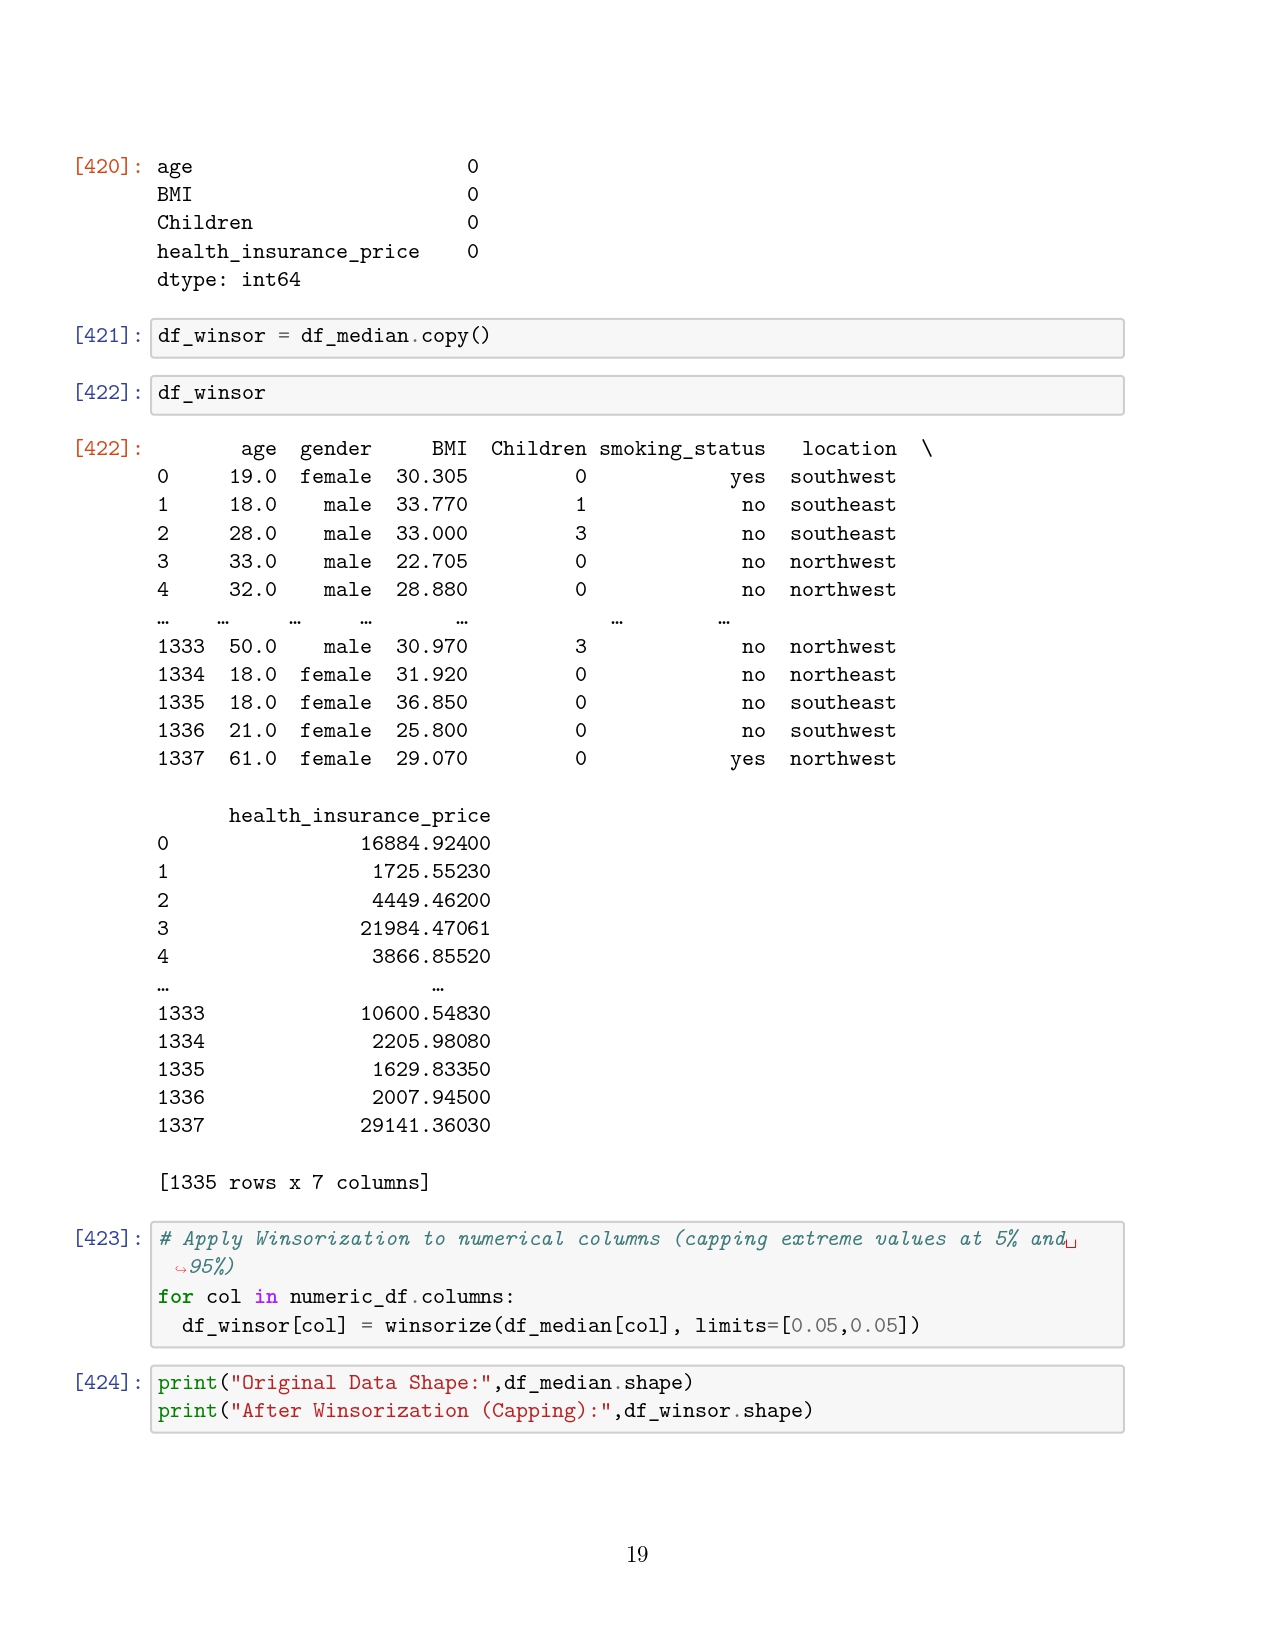 [420]: age                       0
       BMI                       0
       Children                  0
       health_insurance_price    0
       dtype: int64
[421]: df_winsor = df_median.copy()
[422]: df_winsor
[422]:         age  gender     BMI  Children smoking_status   location  \
       0     19.0  female  30.305         0            yes  southwest
       1     18.0    male  33.770         1             no  southeast
       2     28.0    male  33.000         3             no  southeast
       3     33.0    male  22.705         0             no  northwest
       4     32.0    male  28.880         0             no  northwest
       …    …     …     …       …            …        …
       1333  50.0    male  30.970         3             no  northwest
       1334  18.0  female  31.920         0             no  northeast
       1335  18.0  female  36.850         0             no  southeast
       1336  21.0  female  25.800         0             no  southwest
       1337  61.0  female  29.070         0            yes  northwest
             health_insurance_price
       0                16884.92400
       1                 1725.55230
       2                 4449.46200
       3                21984.47061
       4                 3866.85520
       …                      …
       1333             10600.54830
       1334              2205.98080
       1335              1629.83350
       1336              2007.94500
       1337             29141.36030
       [1335 rows x 7 columns]
[423]: # Apply Winsorization to numerical columns (capping extreme values at 5% and␣
        ↪95%)
       for col in numeric_df.columns:
         df_winsor[col] = winsorize(df_median[col], limits=[0.05,0.05])
[424]: print("Original Data Shape:",df_median.shape)
       print("After Winsorization (Capping):",df_winsor.shape)
19